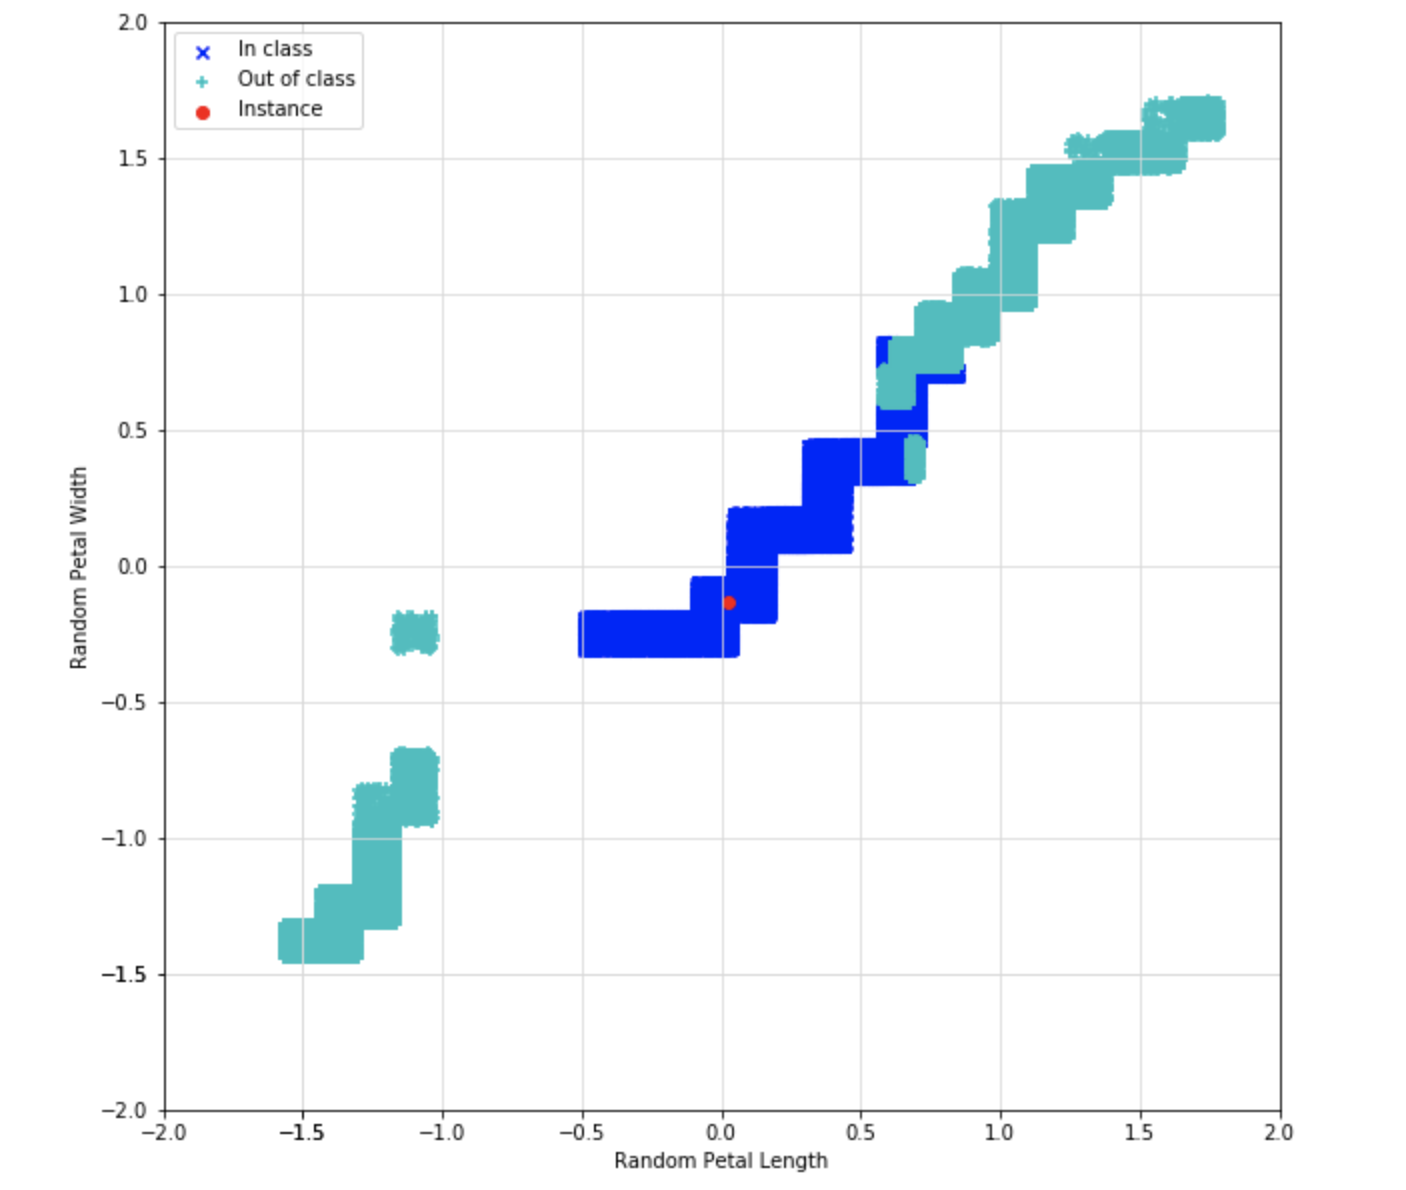 2.0
In class
Out of class
Instance
1.5
1.0
0.5
0.0
−0.5
−1.0
−1.5
−2.0
Random Petal Width
−2.0 −1.5 −1.0 −0.5 0.0 0.5 1.0 1.5 2.0
Random Petal Length